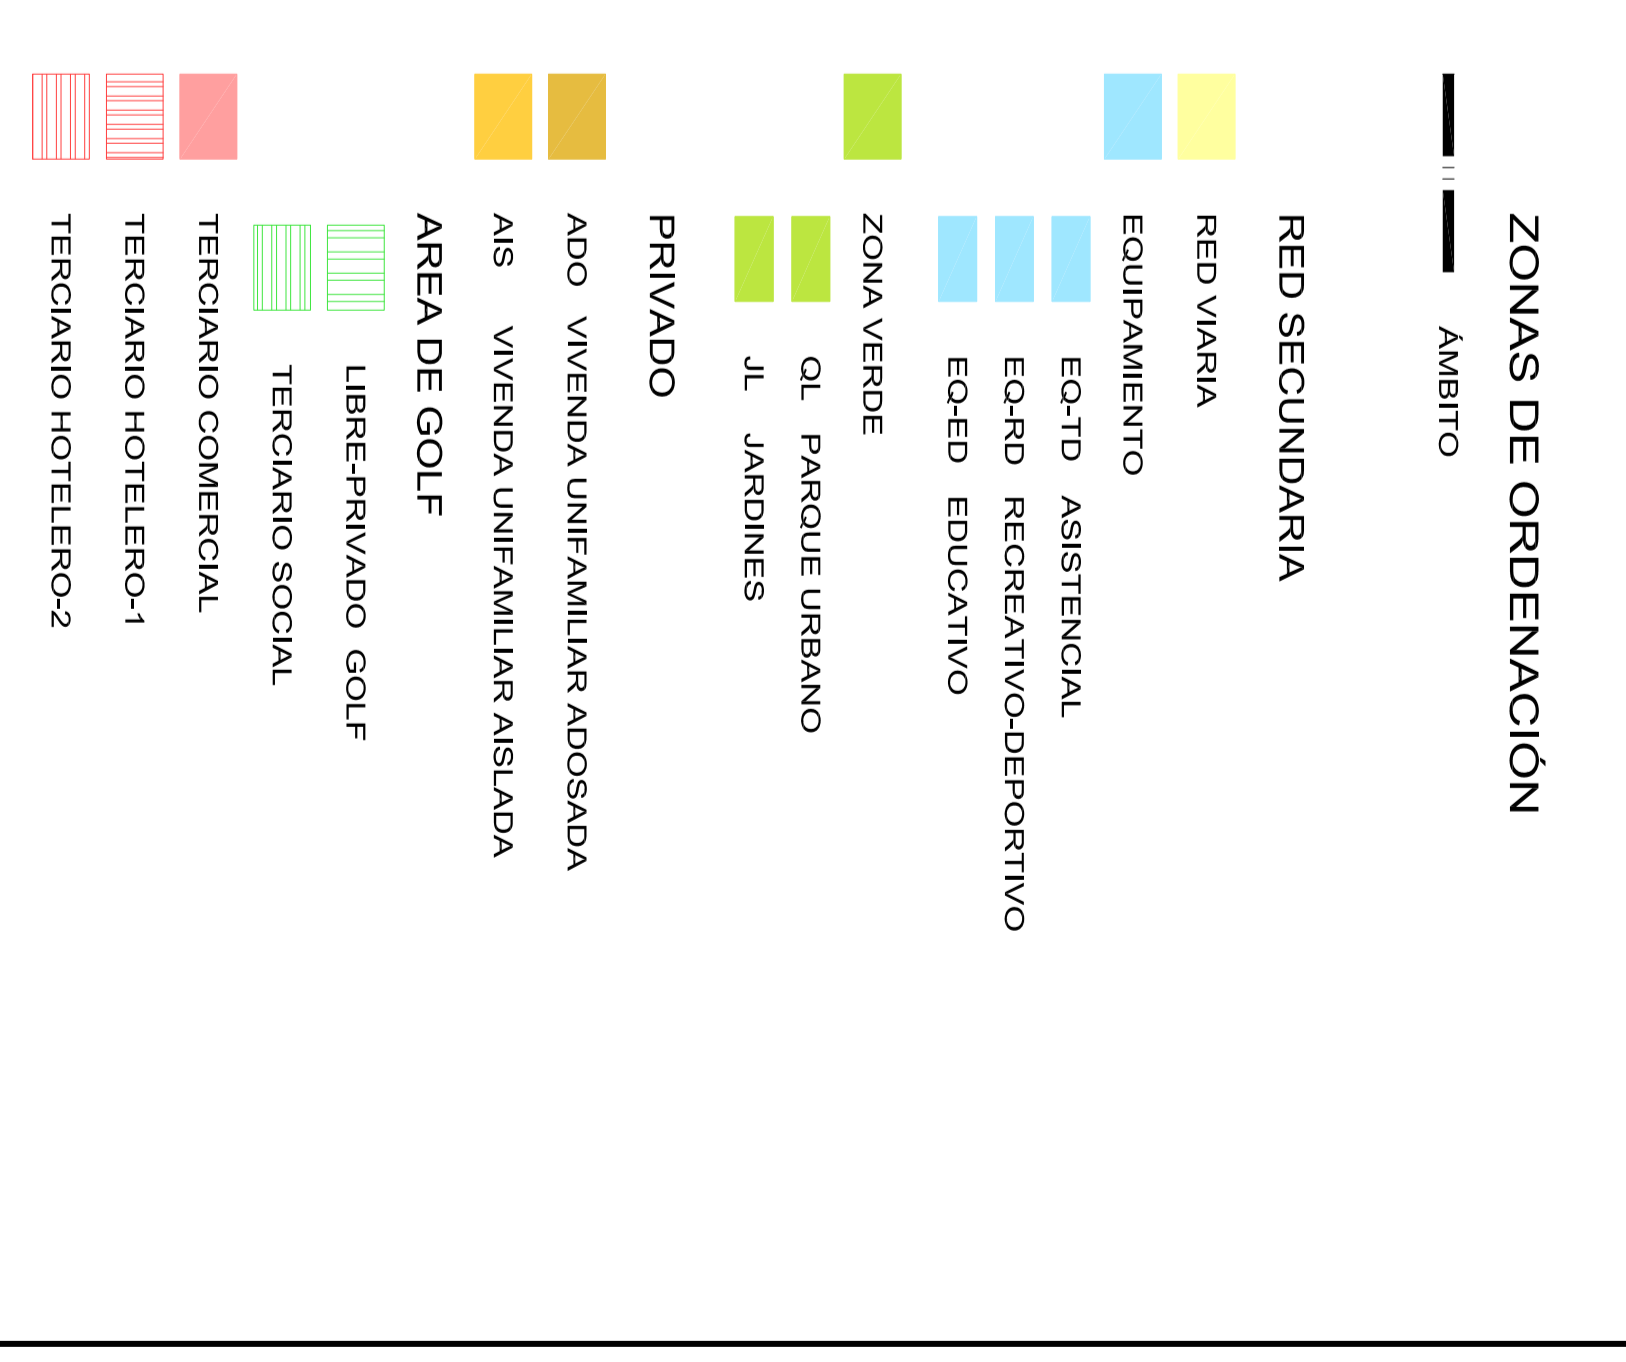 ZONAS DE ORDENACIÓN
ÁMBITO
RED SECUNDARIA
RED VIARIA
EQUIPAMIENTO
EQ-TD ASISTENCIAL
EQ-RD RECREATIVO-DEPORTIVO
EQ-ED EDUCATIVO
ZONA VERDE
QL PARQUE URBANO
JL JARDINES
PRIVADO
ADO VIVENDA UNIFAMILIAR ADOSADA
AIS VIVENDA UNIFAMILIAR AISLADA
AREA DE GOLF
LIBRE-PRIVADO GOLF
TERCIARIO SOCIAL
TERCIARIO COMERCIAL
TERCIARIO HOTELERO-1
TERCIARIO HOTELERO-2